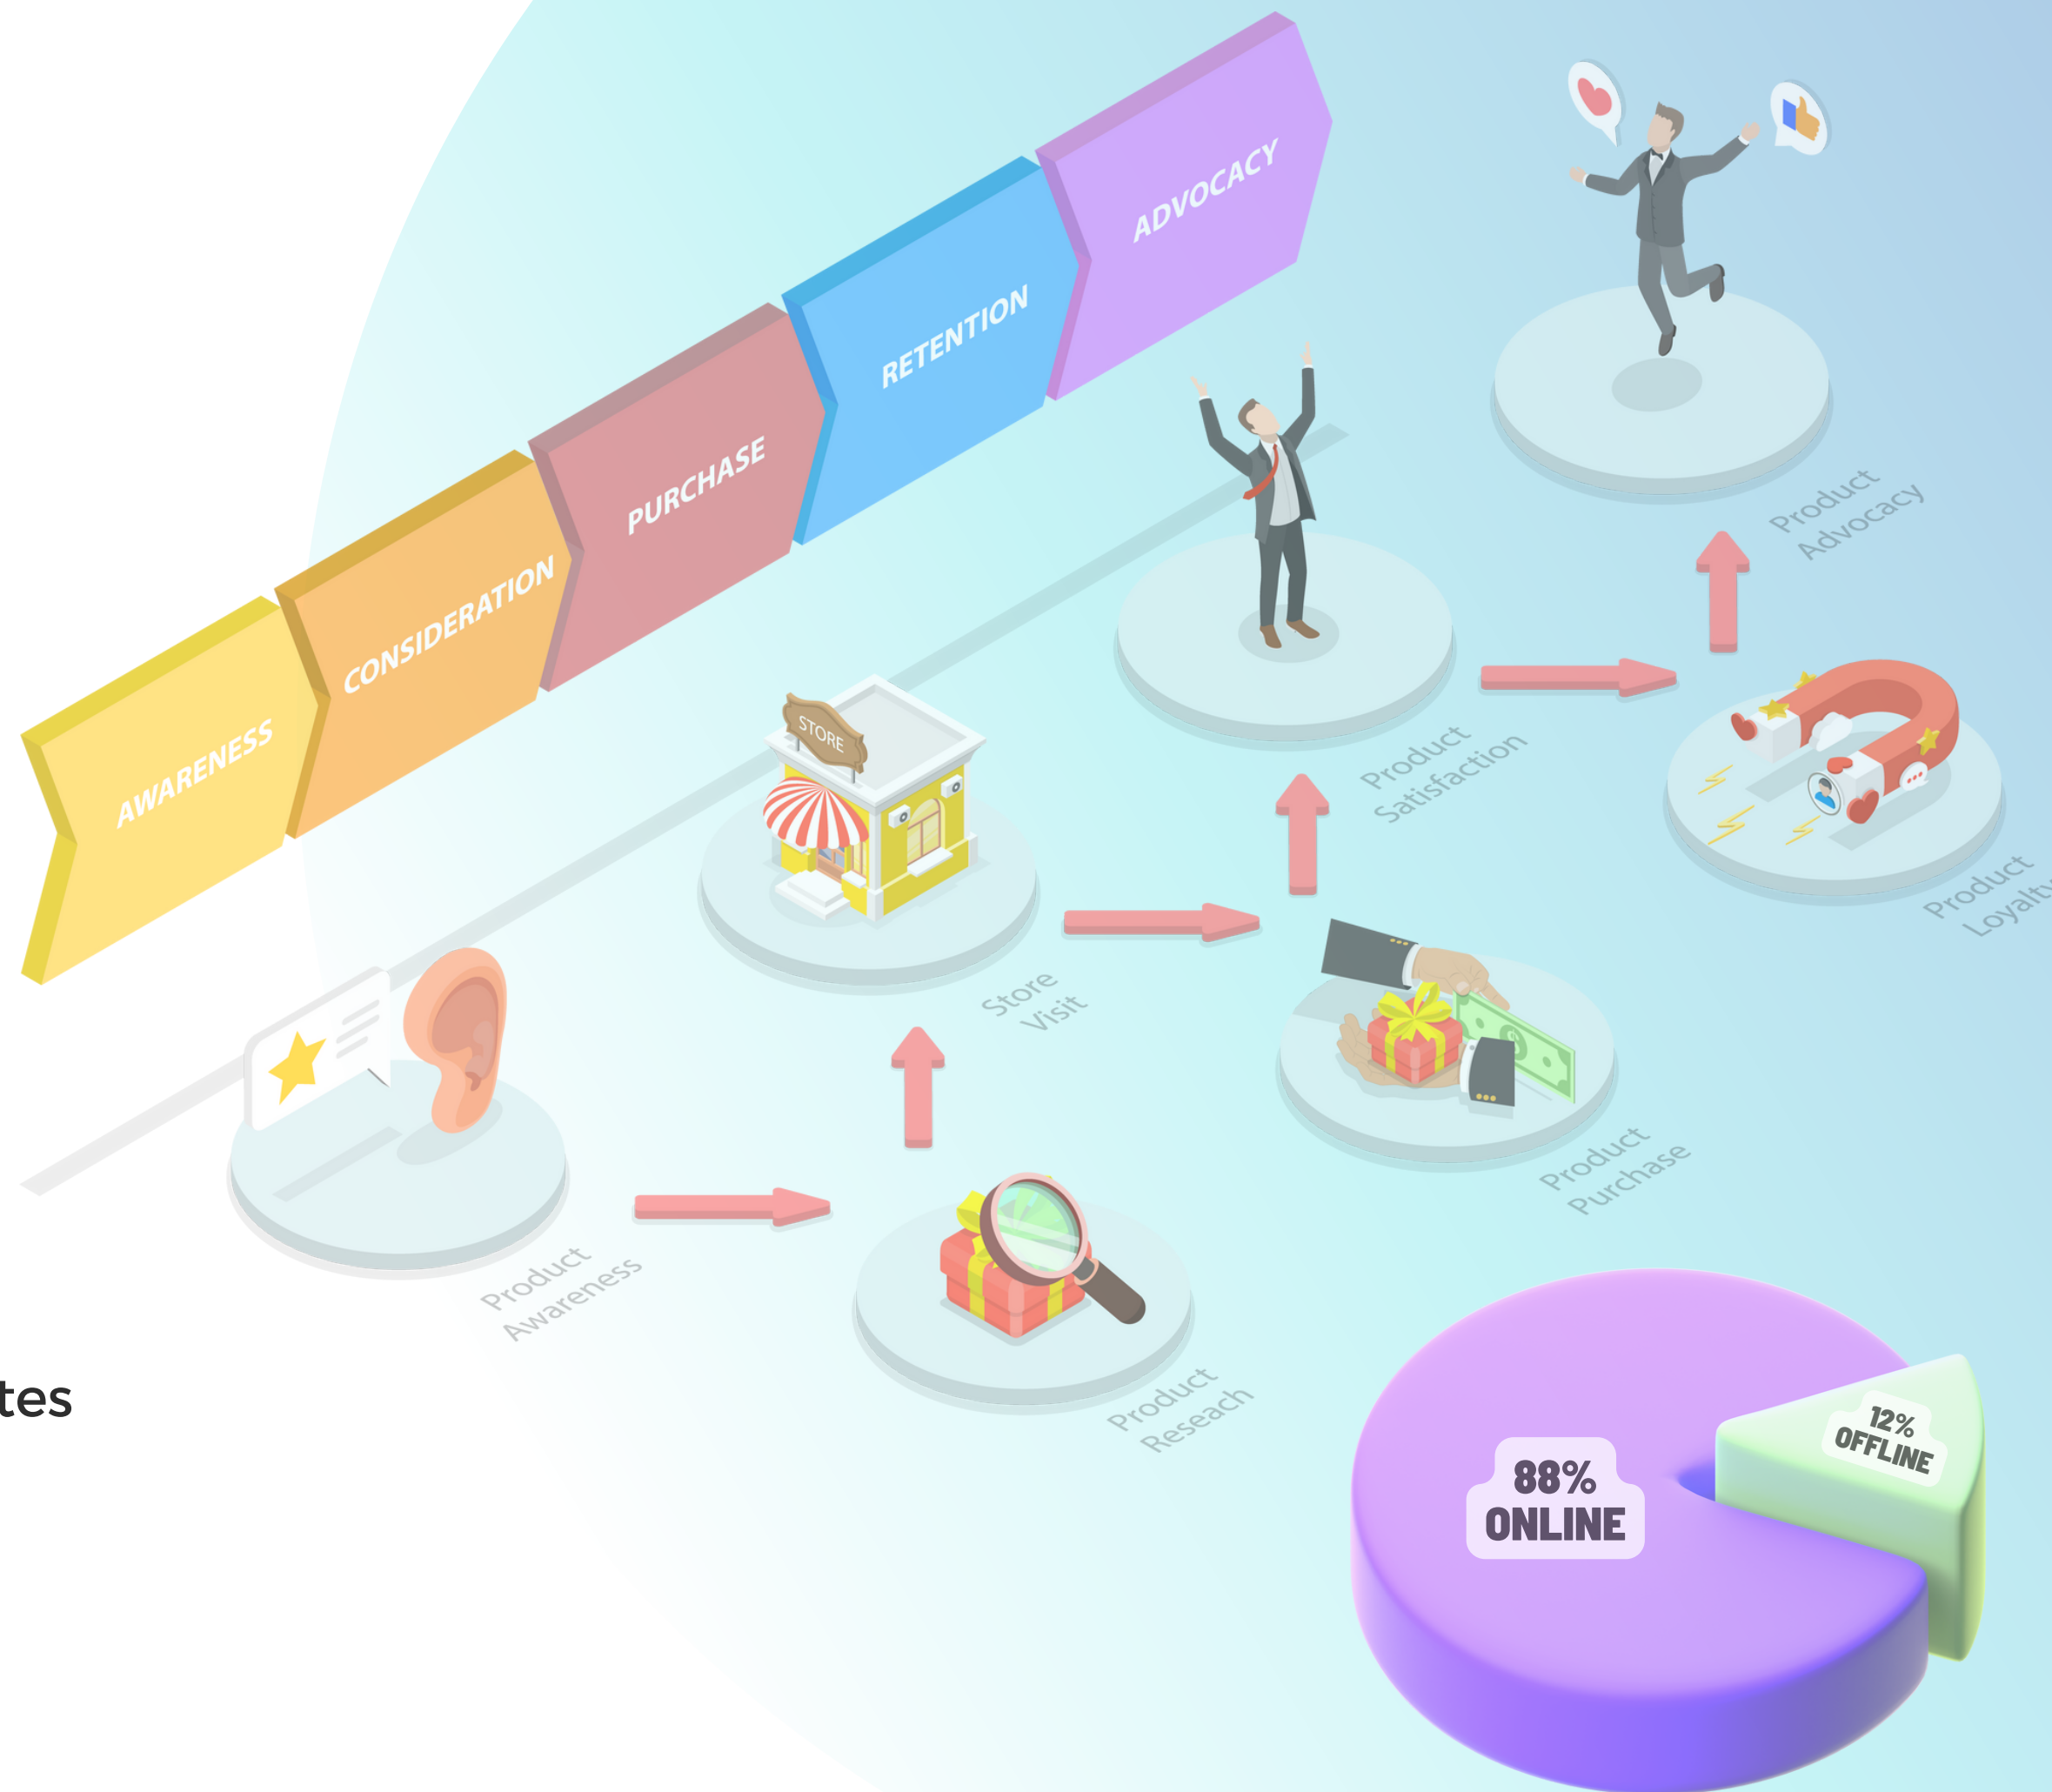 AWARENESS
CONSIDERATION
PURCHASE
RETENTION
ADVOCACY
STORE
Product
Awareness
Product
Reseach
Store
Visit
Product
Purchase
Product
Satisfaction
Product
Loyalty
Product
Advocacy
tes
88%
ONLINE
12%
OFFLINE